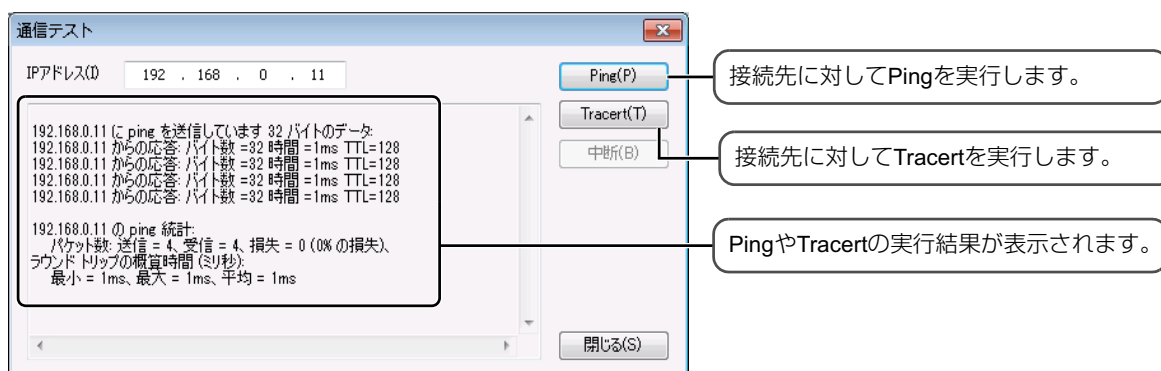 通信テスト
IPアドレス(I) 192 . 168 . 0 . 11
Ping(P)
接続先に対してPingを実行します。
Tracert(T)
中断(B)
接続先に対してTracertを実行します。
192.168.0.11 に ping を送信しています 32 バイトのデータ:
192.168.0.11 からの応答: バイト数 =32 時間 =1ms TTL=128
192.168.0.11 からの応答: バイト数 =32 時間 =1ms TTL=128
192.168.0.11 からの応答: バイト数 =32 時間 =1ms TTL=128
192.168.0.11 からの応答: バイト数 =32 時間 =1ms TTL=128
192.168.0.11 の ping 統計:
パケット数: 送信 = 4、受信 = 4、損失 = 0 (0% の損失)、
ラウンド トリップの概算時間 (ミリ秒):
最小 = 1ms、最大 = 1ms、平均 = 1ms
PingやTracertの実行結果が表示されます。
閉じる(S)